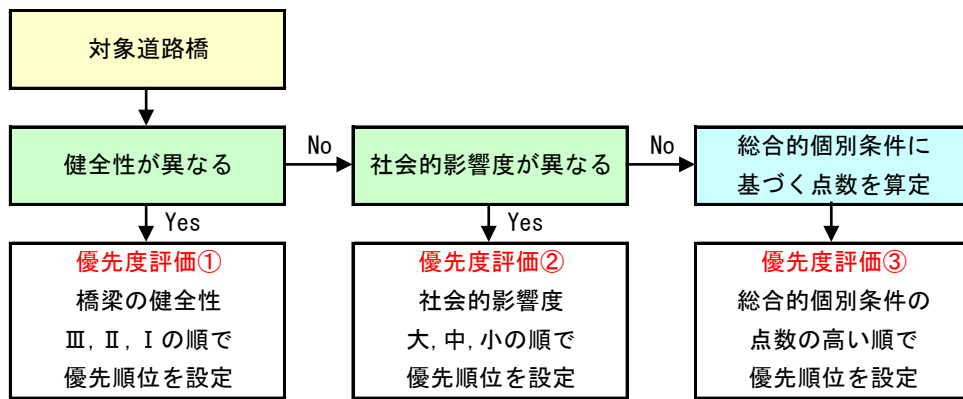 対象道路橋
健全性が異なる
No
社会的影響度が異なる
No
総合的個別条件に
基づく点数を算定
Yes
Yes
優先度評価①
橋梁の健全性
Ⅲ,Ⅱ,Ⅰの順で
優先順位を設定
優先度評価②
社会的影響度
大,中,小の順で
優先順位を設定
優先度評価③
総合的個別条件の
点数の高い順で
優先順位を設定